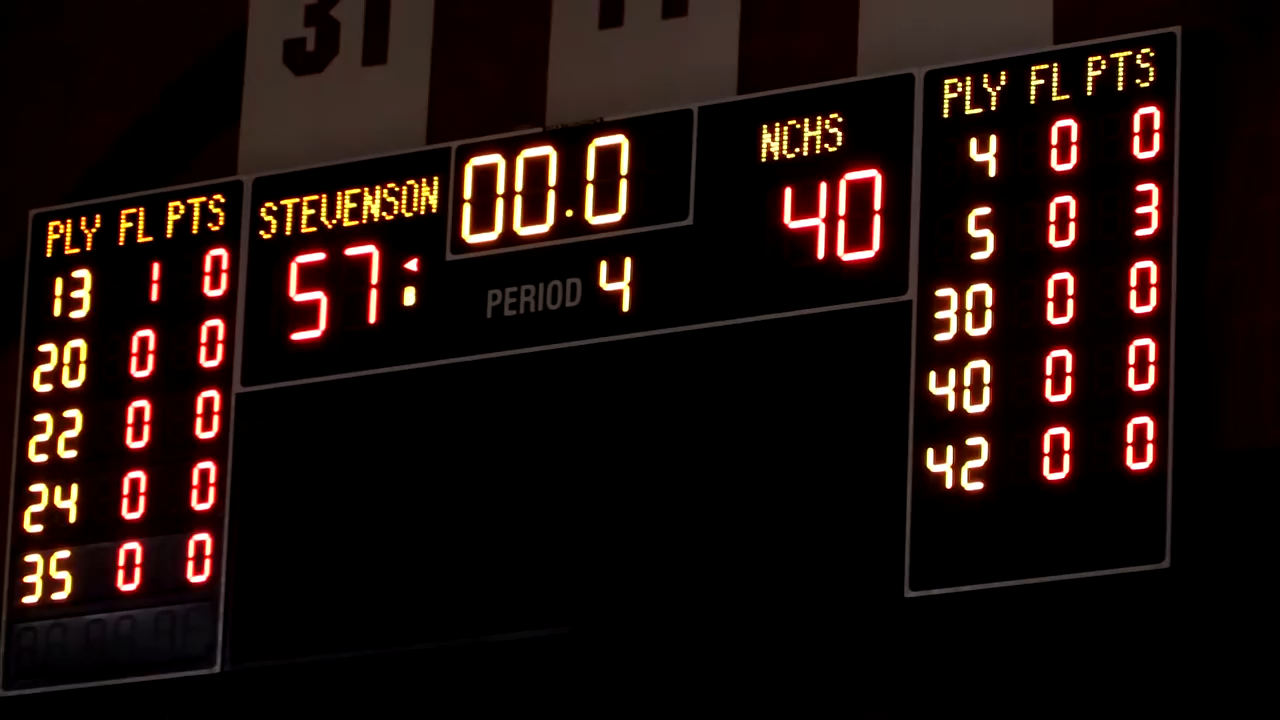 31
PLY FL PTS
13 1 0
20 0 0
22 0 0
24 0 0
35 0 0
STEVENSON
57
B
00.0
PERIOD 4
NCHS
40
PLY FL PTS
4 0 0
5 0 3
30 0 0
40 0 0
42 0 0